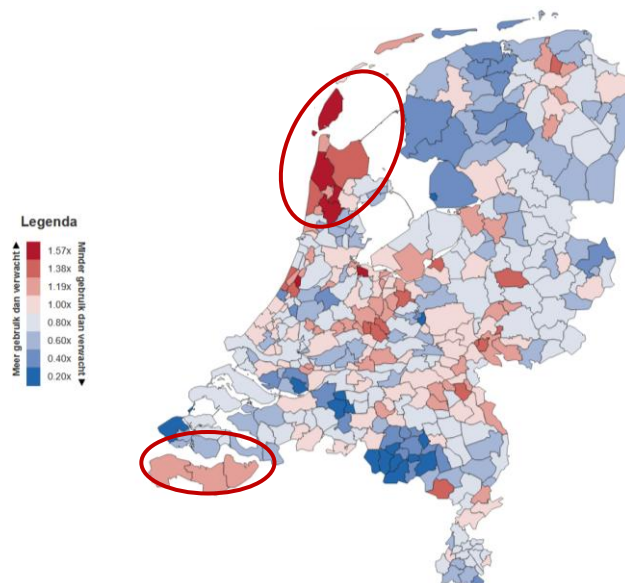 Legenda
Meer gebruik dan verwacht ▶
1.57x
1.38x
1.19x
1.00x
0.80x
0.60x
0.40x
0.20x
Minder gebruik dan verwacht ▶